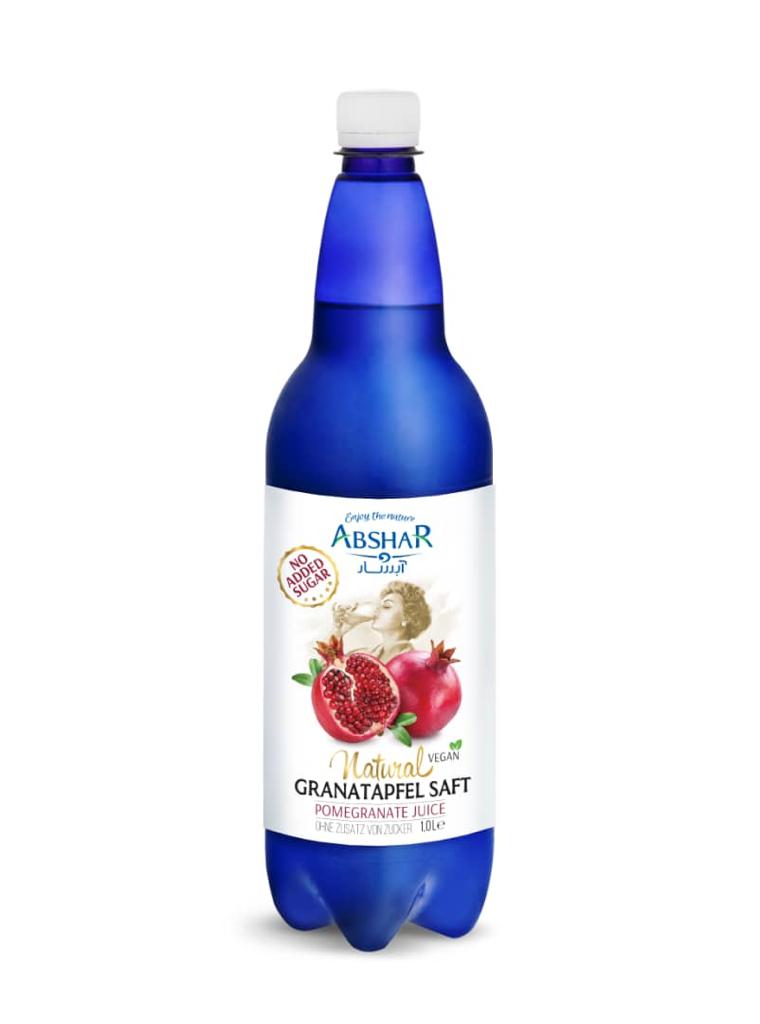 Enjoy the nature
ABSHAR
آبشار
NO
ADDED
SUGAR
Natural
VEGAN
GRANATAPFEL SAFT
POMEGRANATE JUICE
OHNE ZUSATZ VON ZUCKER 1.0L℮